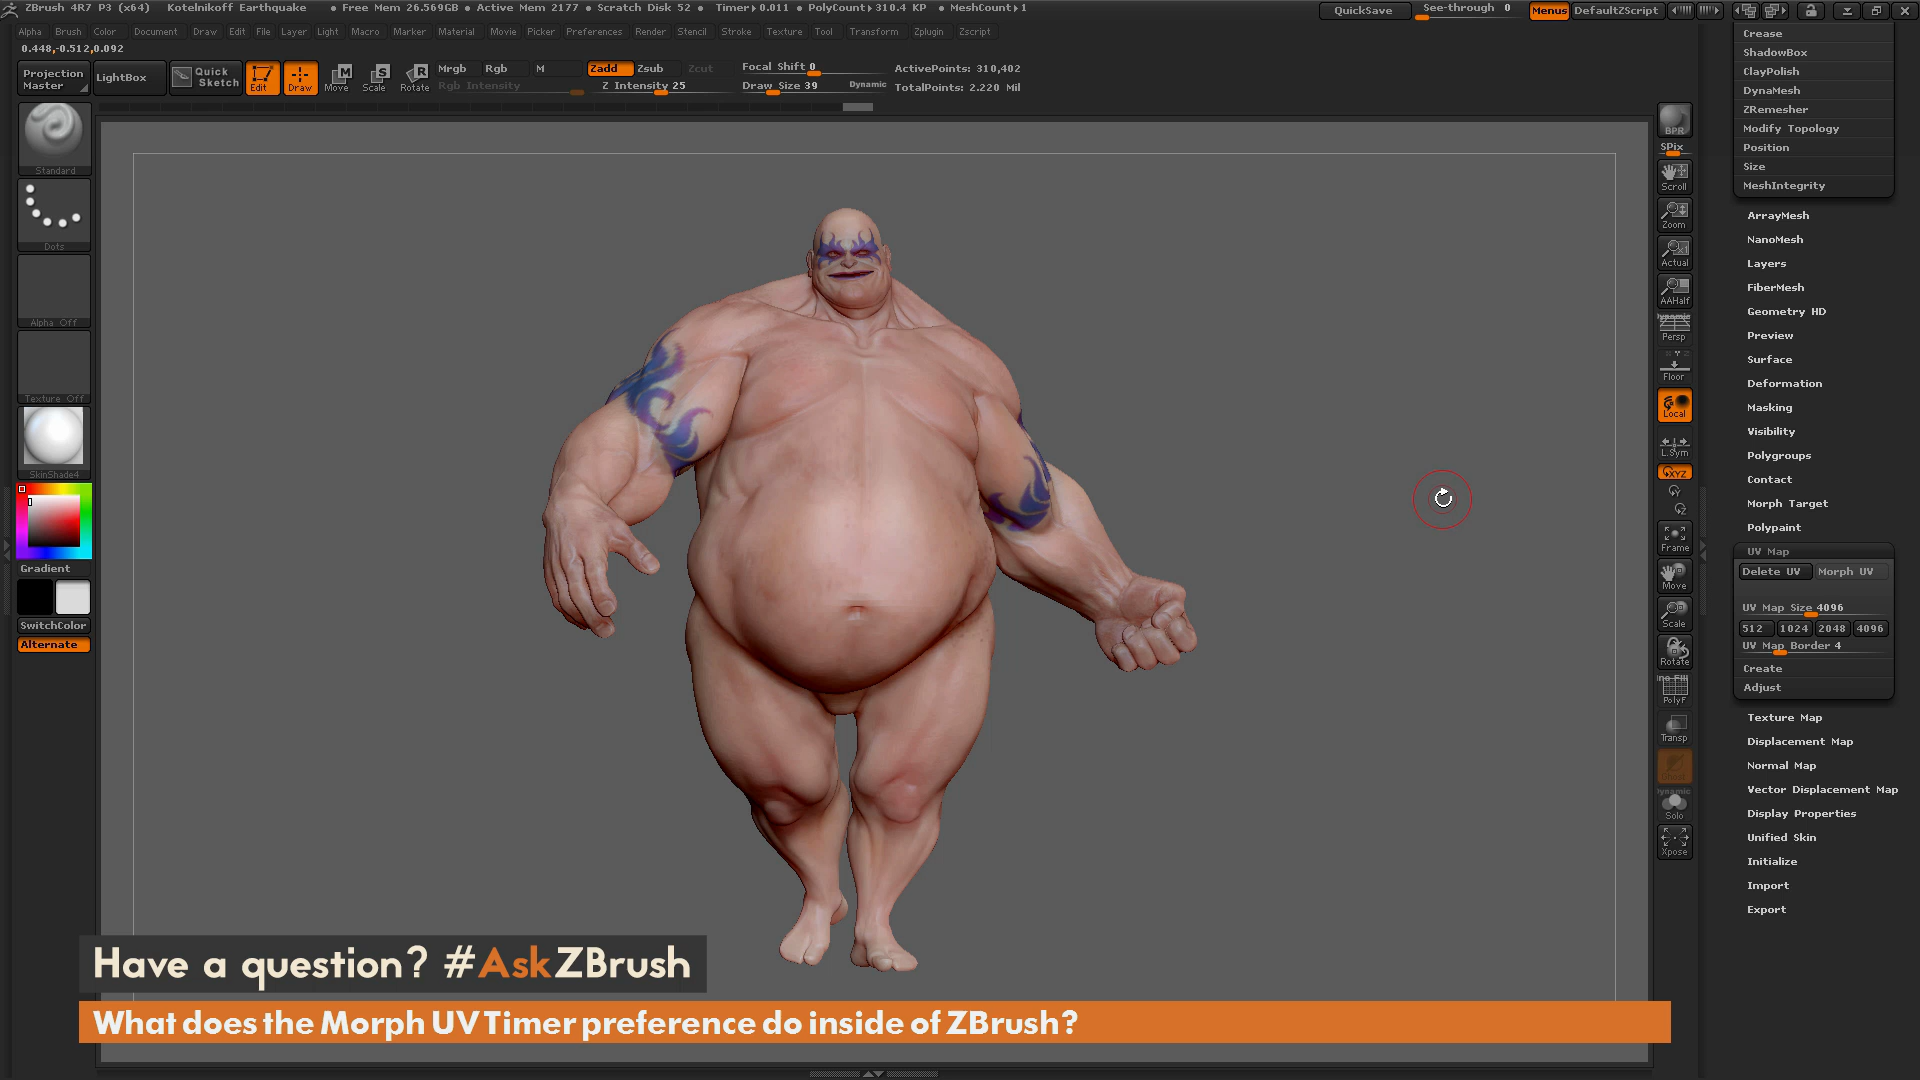 ZBrush 4R7 P3 (x64) Kotelnikoff Earthquake • Free Mem 26.569GB • Active Mem 2177 • Scratch Disk 52 • Timer▸0.011 • PolyCount▸310.4 KP • MeshCount▸1
QuickSave See-through 0 Menus DefaultZScript
Alpha Brush Color Document Draw Edit File Layer Light Macro Marker Material Movie Picker Preferences Render Stencil Stroke Texture Tool Transform Zplugin Zscript
0.448,-0.512,0.092
Projection Master
LightBox
Quick Sketch
Edit
Draw
Move
Scale
Rotate
Mrgb Rgb M
Rgb Intensity
Zadd Zsub Zcut
Z Intensity 25
Focal Shift 0
Draw Size 39 Dynamic
ActivePoints: 310,402
TotalPoints: 2.220 Mil
Standard
Dots
Alpha Off
Texture Off
SkinShade4
Gradient
SwitchColor
Alternate
BPR
SPix
Scroll
Zoom
Actual
AAHalf
Dynamic
Persp
Floor
Local
L.Sym
XYZ
Frame
Move
Scale
Rotate
PolyF
Transp
Ghost
Dynamic
Solo
Xpose
Crease
ShadowBox
ClayPolish
DynaMesh
ZRemesher
Modify Topology
Position
Size
MeshIntegrity
ArrayMesh
NanoMesh
Layers
FiberMesh
Geometry HD
Preview
Surface
Deformation
Masking
Visibility
Polygroups
Contact
Morph Target
Polypaint
UV Map
Delete UV Morph UV
UV Map Size 4096
512 1024 2048 4096
UV Map Border 4
Create
Adjust
Texture Map
Displacement Map
Normal Map
Vector Displacement Map
Display Properties
Unified Skin
Initialize
Import
Export
Have a question? #AskZBrush
What does the Morph UV Timer preference do inside of ZBrush?